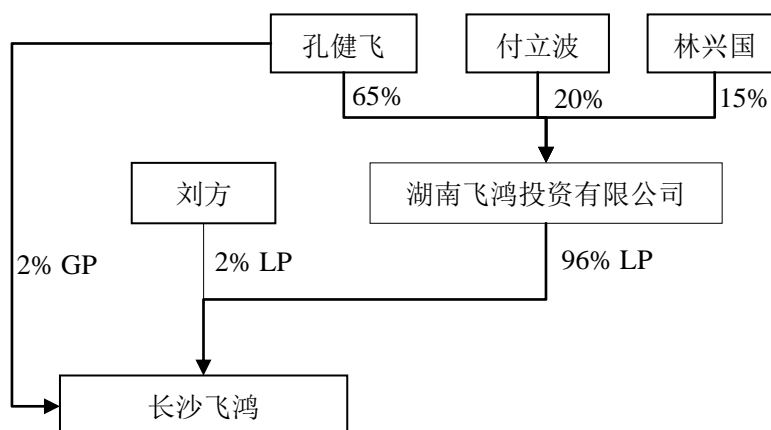 孔健飞
付立波
林兴国
65%
20%
15%
刘方
湖南飞鸿投资有限公司
2% GP
2% LP
96% LP
长沙飞鸿